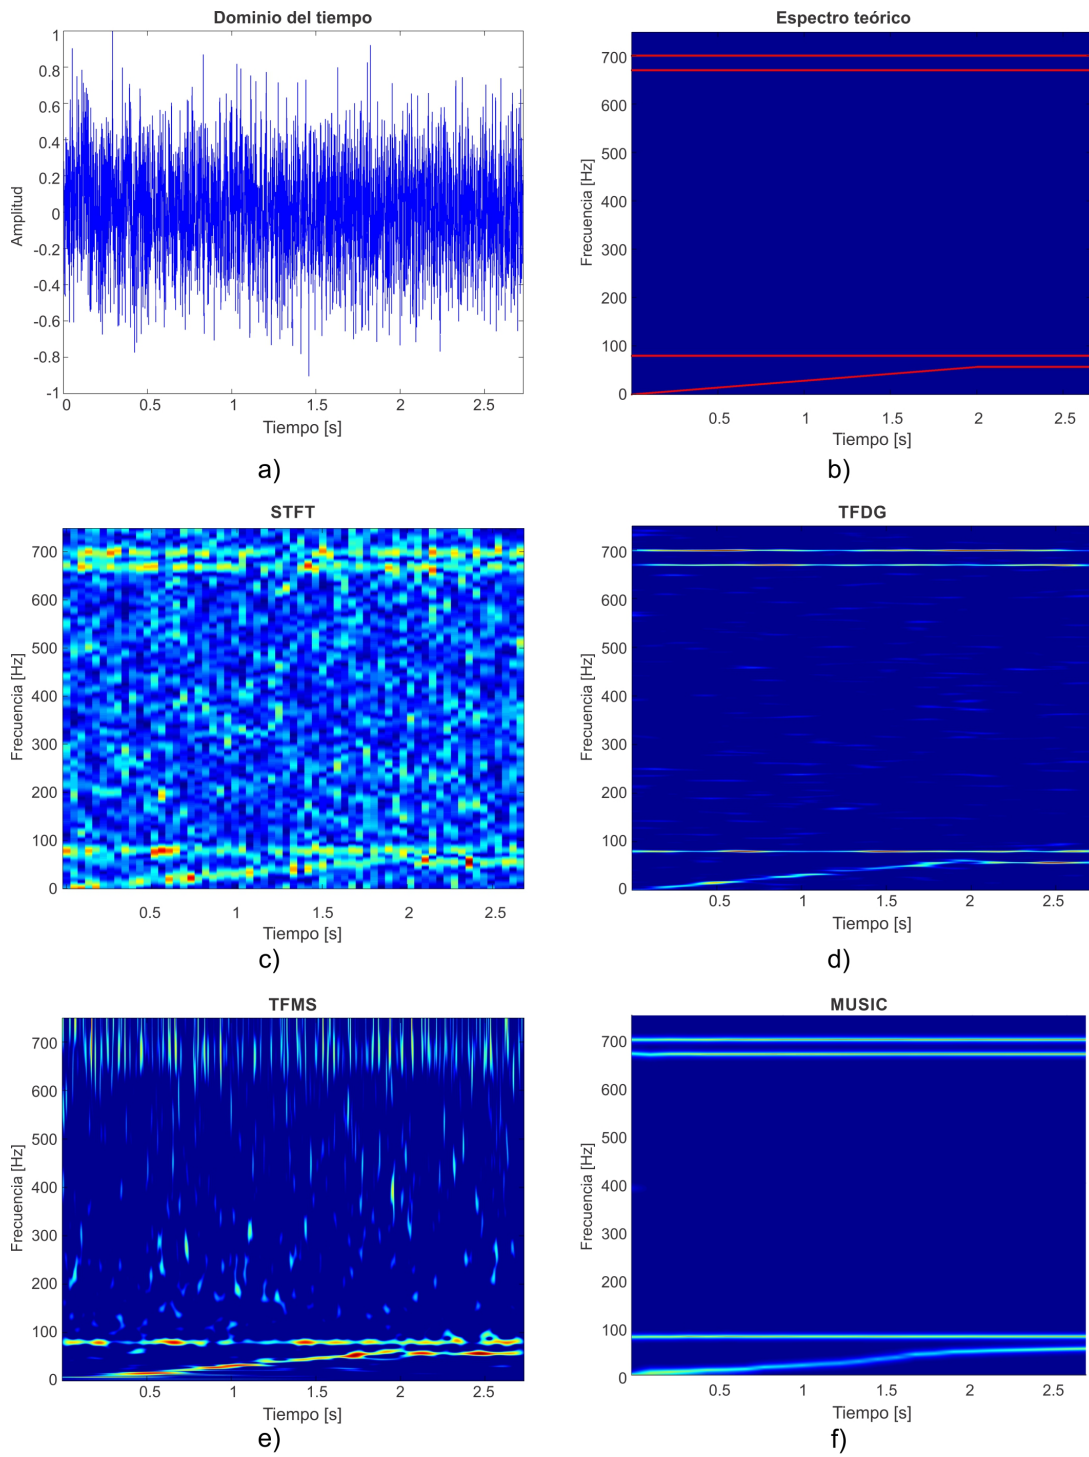 Dominio del tiempo
1
0.8
0.6
0.4
0.2
0
-0.2
-0.4
-0.6
-0.8
-1
Amplitud
0 0.5 1 1.5 2 2.5
Tiempo [s]
a)
Espectro teórico
700
600
500
400
300
200
100
0
Frecuencia [Hz]
0.5 1 1.5 2 2.5
Tiempo [s]
b)
STFT
700
600
500
400
300
200
100
0
Frecuencia [Hz]
0.5 1 1.5 2 2.5
Tiempo [s]
c)
TFDG
700
600
500
400
300
200
100
0
Frecuencia [Hz]
0.5 1 1.5 2 2.5
Tiempo [s]
d)
TFMS
700
600
500
400
300
200
100
0
Frecuencia [Hz]
0.5 1 1.5 2 2.5
Tiempo [s]
e)
MUSIC
700
600
500
400
300
200
100
0
Frecuencia [Hz]
0.5 1 1.5 2 2.5
Tiempo [s]
f)